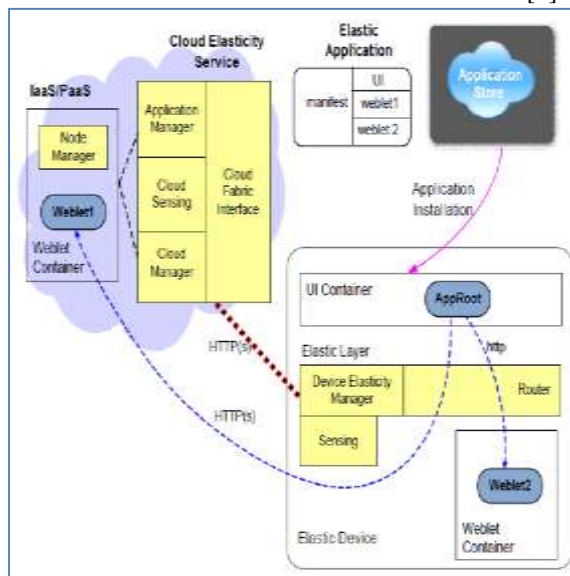 Cloud Elasticity
Service
Elastic
Application
IaaS/PaaS
Node
Manager
Weblet1
Weblet
Container
Application
Manager
Cloud
Sensing
Cloud
Manager
Cloud
Fabric
Interface
manifest
UI
weblet1
weblet 2
Application
Store
Application
Installation
UI Container
AppRoot
HTTP(s)
http
Elastic Layer
Device Elasticity
Manager
Router
HTTP(s)
Sensing
Weblet2
Weblet
Container
Elastic Device